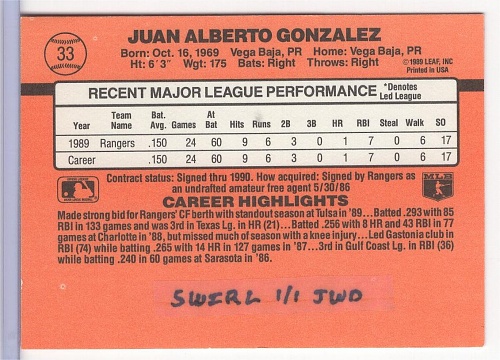 33
JUAN ALBERTO GONZALEZ
Born: Oct. 16, 1969 Vega Baja, PR Home: Vega Baja, PR
Ht: 6'3" Wgt: 175 Bats: Right Throws: Right
©1989 LEAF, INC
Printed in USA
RECENT MAJOR LEAGUE PERFORMANCE *Denotes Led League
Year Team Name Bat. Avg. Games At Bat Hits Runs 2B 3B HR RBI Steal Walk SO
1989 Rangers .150 24 60 9 6 3 0 1 7 0 6 17
Career .150 24 60 9 6 3 0 1 7 0 6 17
Contract status: Signed thru 1990. How acquired: Signed by Rangers as
an undrafted amateur free agent 5/30/86
CAREER HIGHLIGHTS
Made strong bid for Rangers' CF berth with standout season at Tulsa in '89...Batted .293 with 85
RBI in 133 games and was 3rd in Texas Lg. in HR (21)...Batted .256 with 8 HR and 43 RBI in 77
games at Charlotte in '88, but missed much of season with a knee injury...Led Gastonia club in
RBI (74) while batting .265 with 14 HR in 127 games in '87...3rd in Gulf Coast Lg. in RBI (36)
while batting .240 in 60 games at Sarasota in '86.
SWIRL 1/1 JWD